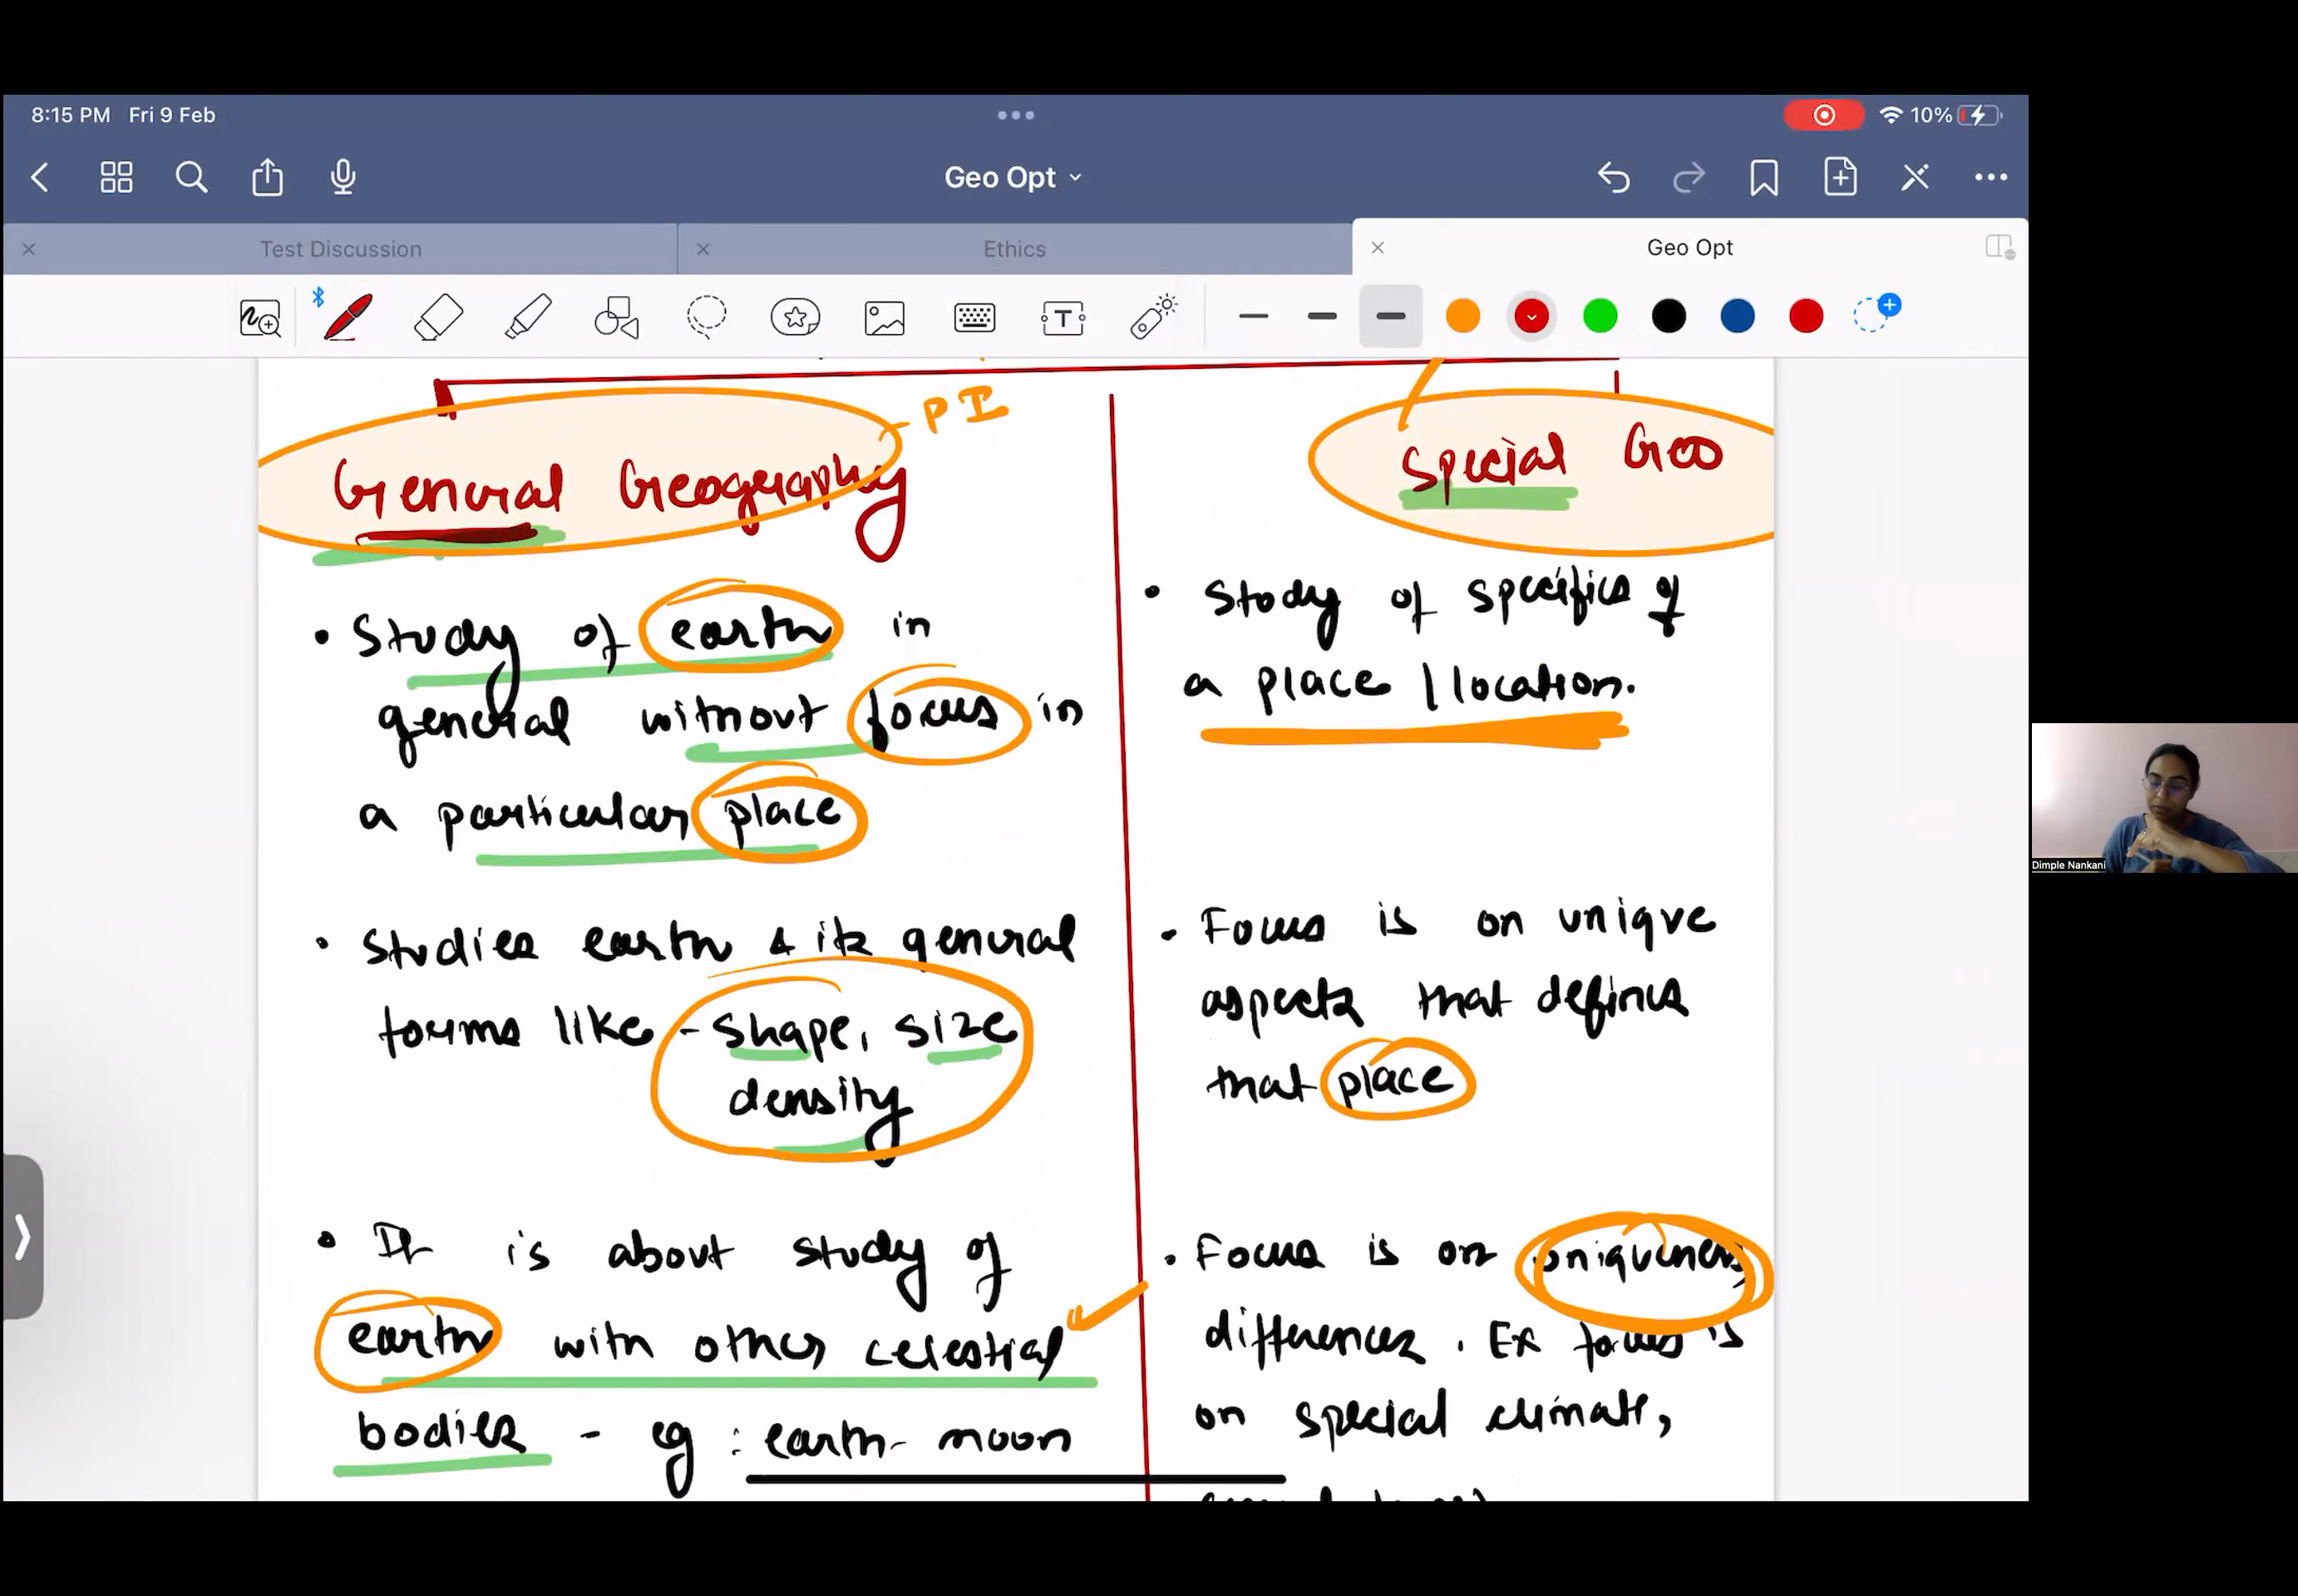 8:15 PM Fri 9 Feb
10%
Geo Opt
Test Discussion
Ethics
Geo Opt
PI
General Geography
• Study of earth in
general without focus in
a particular place
• Studies earth & its general
forms like - shape, size
density
• It is about study of
earth with other celestial
bodies - eg : earth - moon
Special Geo
• Study of specifics of
a place / location.
• Focus is on unique
aspects that defines
that place
• Focus is on uniqueness
differences. Ex focus is
on special climate,
Dimple Nankani